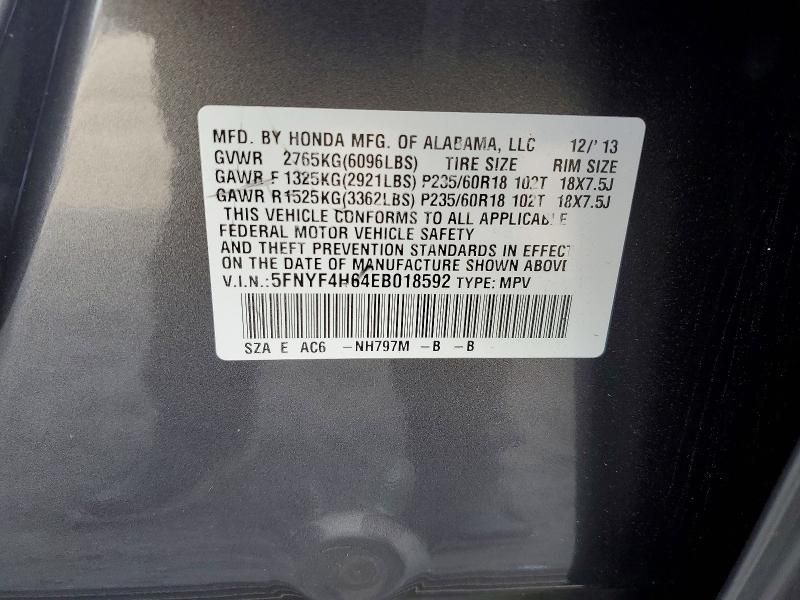 MFD. BY HONDA MFG. OF ALABAMA, LLC 12/'13
GVWR 2765KG(6096LBS) TIRE SIZE RIM SIZE
GAWR F 1325KG(2921LBS) P235/60R18 102T 18X7.5J
GAWR R1525KG(3362LBS) P235/60R18 102T 18X7.5J
THIS VEHICLE CONFORMS TO ALL APPLICABLE
FEDERAL MOTOR VEHICLE SAFETY
AND THEFT PREVENTION STANDARDS IN EFFECT
ON THE DATE OF MANUFACTURE SHOWN ABOVE
V.I.N.:5FNYF4H64EB018592 TYPE: MPV
SZA E AC6 -NH797M -B -B